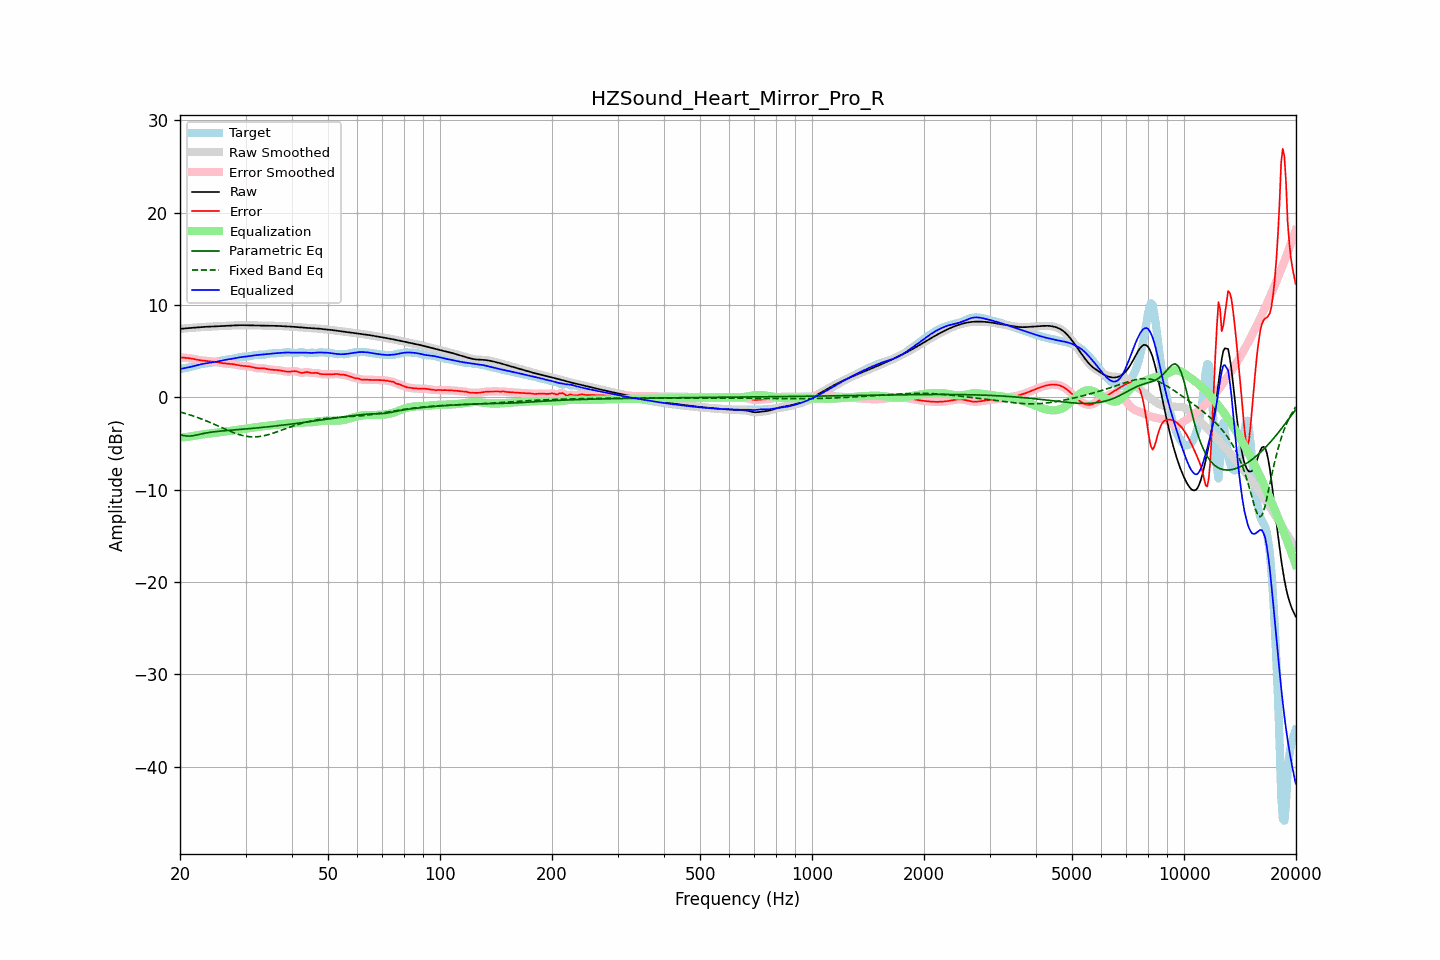 HZSound_Heart_Mirror_Pro_R
30
20
10
0
−10
−20
−30
−40
Amplitude (dBr)
Target
Raw Smoothed
Error Smoothed
Raw
Error
Equalization
Parametric Eq
Fixed Band Eq
Equalized
20
50
100
200
500
1000
2000
5000
10000
20000
Frequency (Hz)